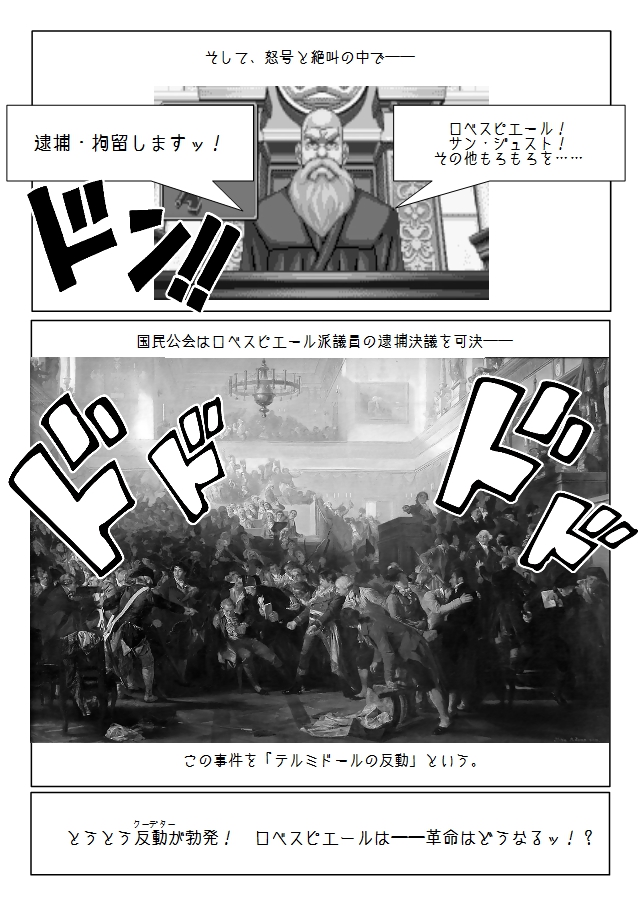 そして、怒号と絶叫の中で――
ロベスピエール！
サン・ジュスト！
その他もろもろを……
逮捕・拘留しますッ！
ドン!!
国民公会はロベスピエール派議員の逮捕決議を可決――
ドド
ドド
この事件を「テルミドールの反動」という。
クーデター
とうとう反動が勃発！　ロベスピエールは――革命はどうなるッ！？